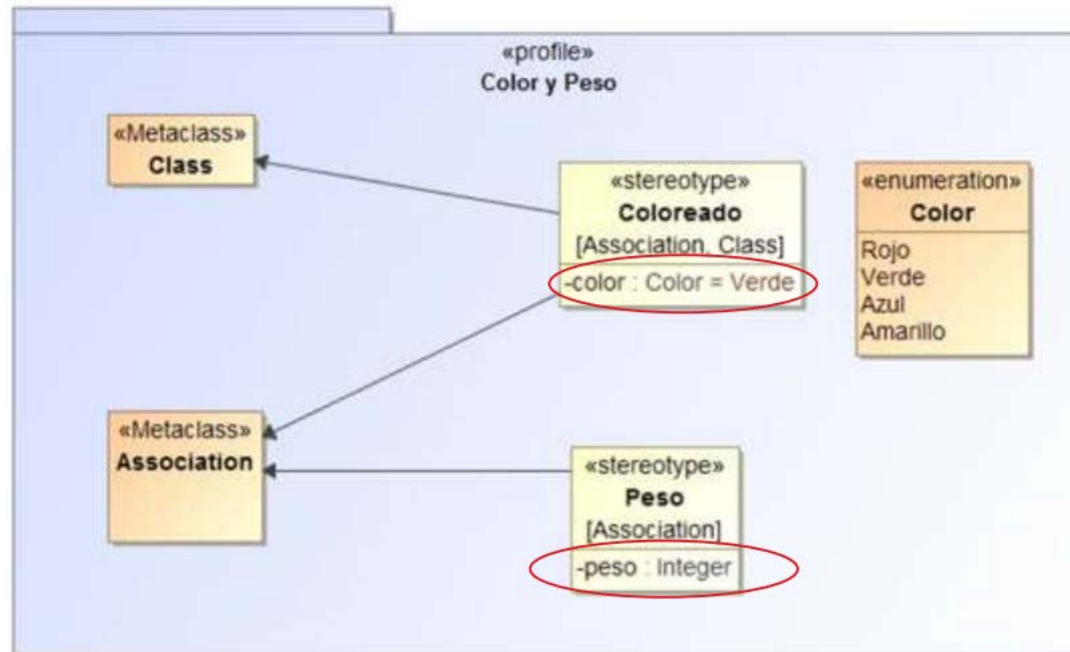 «profile»
Color y Peso
«Metaclass»
Class
«stereotype»
Coloreado
[Association, Class]
-color : Color = Verde
«enumeration»
Color
Rojo
Verde
Azul
Amarillo
«Metaclass»
Association
«stereotype»
Peso
[Association]
-peso : Integer